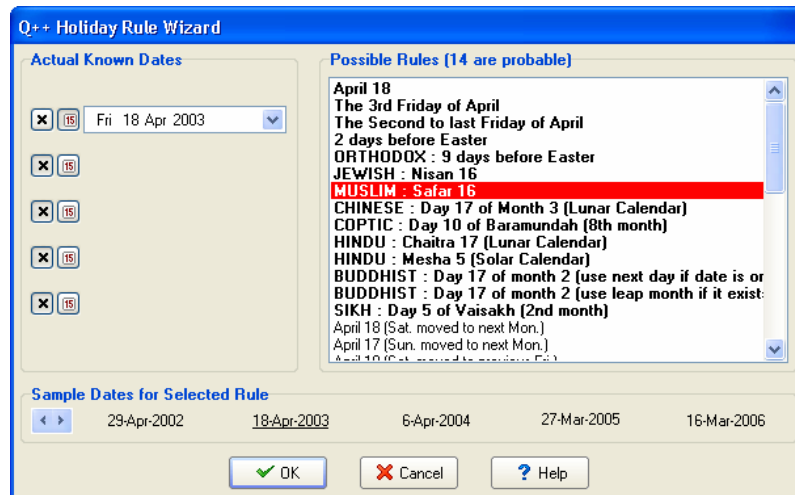 Q++ Holiday Rule Wizard
Actual Known Dates
15 Fri 18 Apr 2003
15
15
15
15
Possible Rules (14 are probable)
April 18
The 3rd Friday of April
The Second to last Friday of April
2 days before Easter
ORTHODOX : 9 days before Easter
JEWISH : Nisan 16
MUSLIM : Safar 16
CHINESE : Day 17 of Month 3 (Lunar Calendar)
COPTIC : Day 10 of Baramundah (8th month)
HINDU : Chaitra 17 (Lunar Calendar)
HINDU : Mesha 5 (Solar Calendar)
BUDDHIST : Day 17 of month 2 (use next day if date is or
BUDDHIST : Day 17 of month 2 (use leap month if it exist
SIKH : Day 5 of Vaisakh (2nd month)
April 18 (Sat. moved to next Mon.)
April 17 (Sun. moved to next Mon.)
Sample Dates for Selected Rule
29-Apr-2002 18-Apr-2003 6-Apr-2004 27-Mar-2005 16-Mar-2006
OK Cancel ? Help